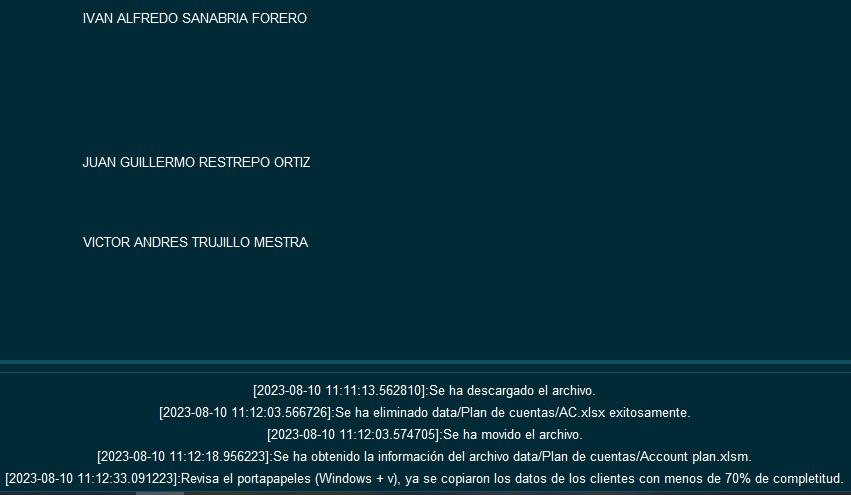 IVAN ALFREDO SANABRIA FORERO
JUAN GUILLERMO RESTREPO ORTIZ
VICTOR ANDRES TRUJILLO MESTRA
[2023-08-10 11:11:13.562810]:Se ha descargado el archivo.
[2023-08-10 11:12:03.566726]:Se ha eliminado data/Plan de cuentas/AC.xlsx exitosamente.
[2023-08-10 11:12:03.574705]:Se ha movido el archivo.
[2023-08-10 11:12:18.956223]:Se ha obtenido la información del archivo data/Plan de cuentas/Account plan.xlsm.
[2023-08-10 11:12:33.091223]:Revisa el portapapeles (Windows + v), ya se copiaron los datos de los clientes con menos de 70% de completitud.